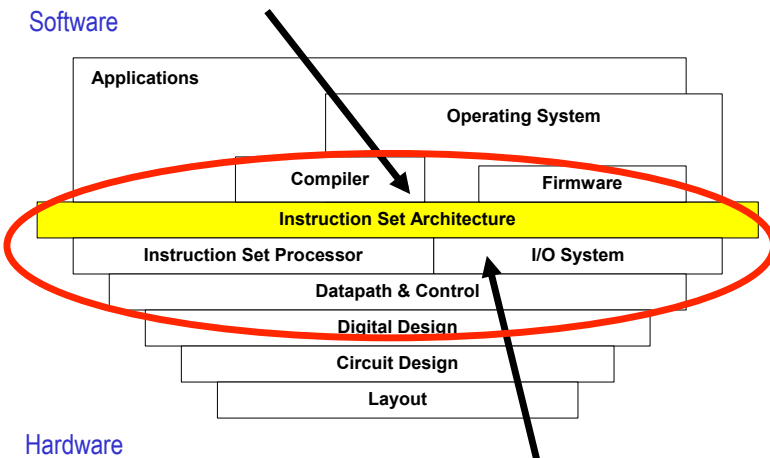 Software
Applications
Operating System
Compiler
Firmware
Instruction Set Architecture
Instruction Set Processor
I/O System
Datapath & Control
Digital Design
Circuit Design
Layout
Hardware